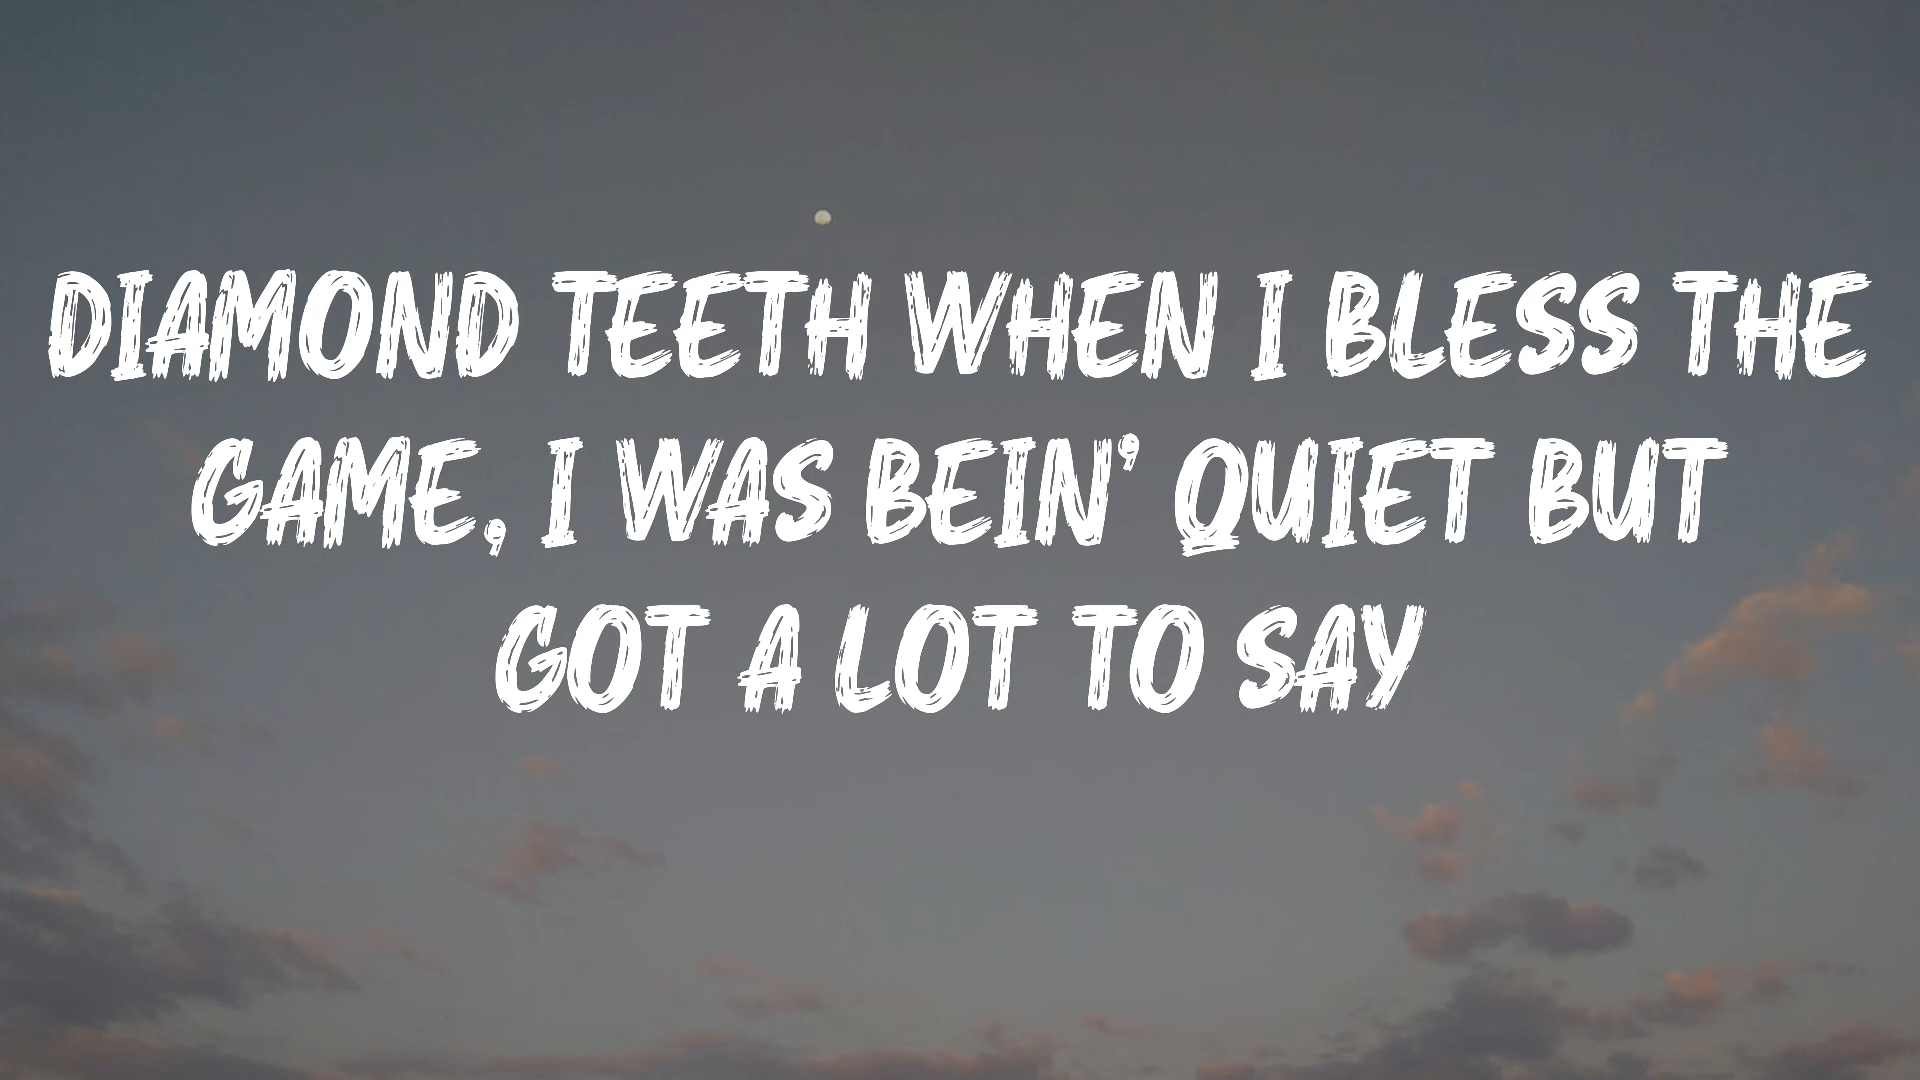 DIAMOND TEETH WHEN I BLESS THE
GAME, I WAS BEIN' QUIET BUT
GOT A LOT TO SAY